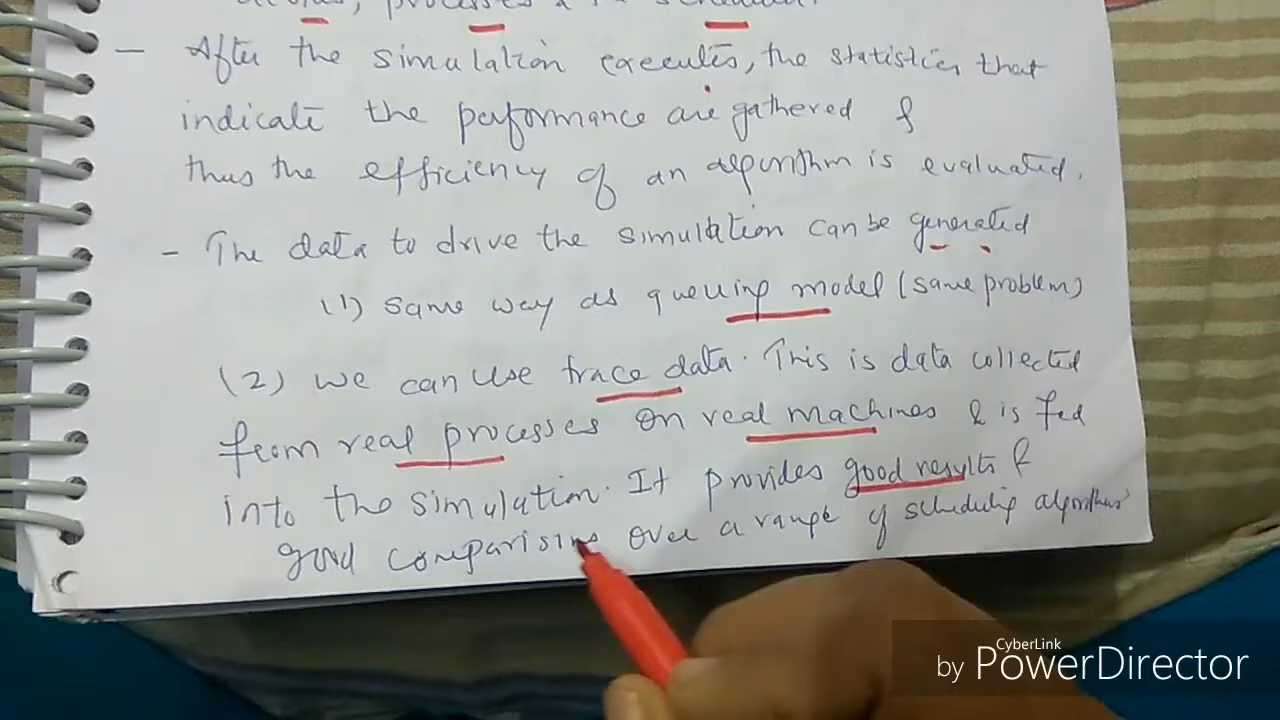 processes
- After the simulation executes, the statistics that
indicate the performance are gathered &
thus the efficiency of an algorithm is evaluated.
- The data to drive the simulation can be generated
(1) same way as queuing model (same problem)
(2) we can use trace data. This is data collected
from real processes on real machines & is fed
into the simulation. It provides good results &
good comparisins over a range of scheduling algorithms
CyberLink
by PowerDirector